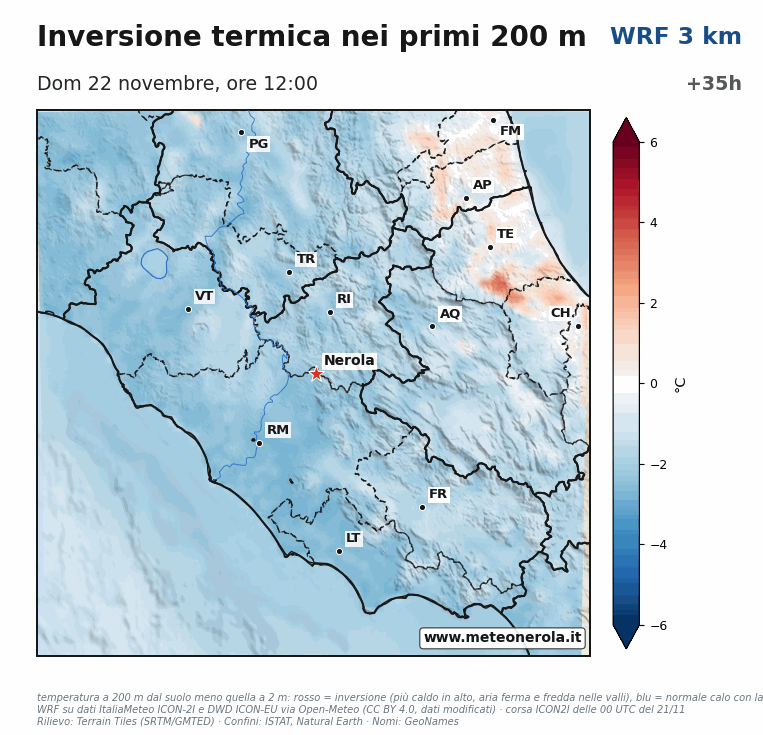 Inversione termica nei primi 200 m
WRF 3 km
Dom 22 novembre, ore 12:00
+35h
PG
FM
AP
TE
TR
RI
VT
AQ
CH
Nerola
RM
FR
LT
www.meteonerola.it
6
4
2
0
−2
−4
−6
°C
temperatura a 200 m dal suolo meno quella a 2 m: rosso = inversione (più caldo in alto, aria ferma e fredda nelle valli), blu = normale calo con la
WRF su dati ItaliaMeteo ICON-2I e DWD ICON-EU via Open-Meteo (CC BY 4.0, dati modificati) · corsa ICON2I delle 00 UTC del 21/11
Rilievo: Terrain Tiles (SRTM/GMTED) · Confini: ISTAT, Natural Earth · Nomi: GeoNames